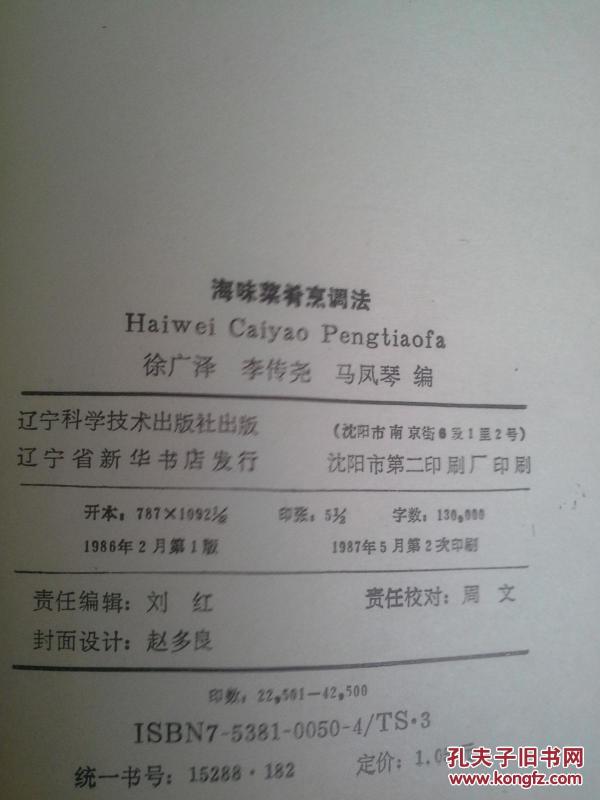 海味菜肴烹调法
Haiwei Caiyao Pengtiaofa
徐广泽 李传尧 马凤琴 编
辽宁科学技术出版社出版 (沈阳市南京街6段1里2号)
辽宁省新华书店发行 沈阳市第二印刷厂印刷
开本:787×1092 1/32 印张:5½ 字数:130,000
1986年2月第1版 1987年5月第2次印刷
责任编辑:刘 红 责任校对:周 文
封面设计:赵多良
印数:22,501—42,500
ISBN7-5381-0050-4/TS·3
统一书号:15288·182 定价:
孔夫子旧书网
www.kongfz.com